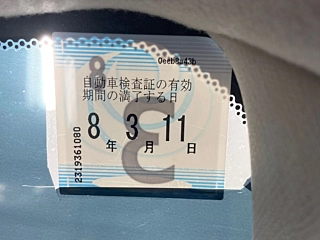 自動車検査証の有効
期間の満了する日
8 3 11
年 月 日
2319361080